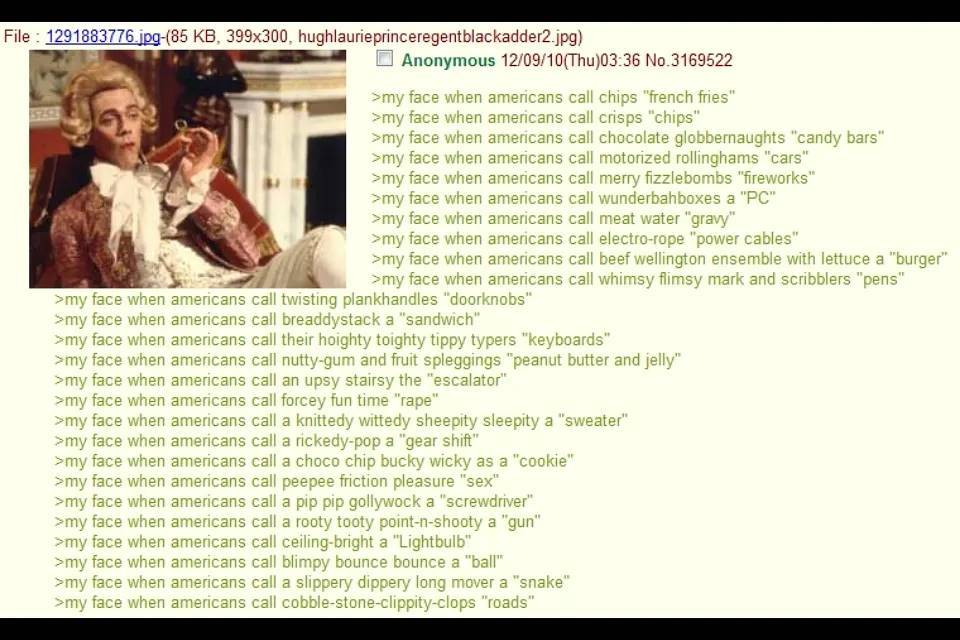 File : 1291883776.jpg-(85 KB, 399x300, hughlaurieprinceregentblackadder2.jpg)
Anonymous 12/09/10(Thu)03:36 No.3169522
>my face when americans call chips "french fries"
>my face when americans call crisps "chips"
>my face when americans call chocolate globbernaughts "candy bars"
>my face when americans call motorized rollinghams "cars"
>my face when americans call merry fizzlebombs "fireworks"
>my face when americans call wunderbahboxes a "PC"
>my face when americans call meat water "gravy"
>my face when americans call electro-rope "power cables"
>my face when americans call beef wellington ensemble with lettuce a "burger"
>my face when americans call whimsy flimsy mark and scribblers "pens"
>my face when americans call twisting plankhandles "doorknobs"
>my face when americans call breaddystack a "sandwich"
>my face when americans call their hoighty toighty tippy typers "keyboards"
>my face when americans call nutty-gum and fruit spleggings "peanut butter and jelly"
>my face when americans call an upsy stairsy the "escalator"
>my face when americans call forcey fun time "rape"
>my face when americans call a knittedy wittedy sheepity sleepity a "sweater"
>my face when americans call a rickedy-pop a "gear shift"
>my face when americans call a choco chip bucky wicky as a "cookie"
>my face when americans call peepee friction pleasure "sex"
>my face when americans call a pip pip gollywock a "screwdriver"
>my face when americans call a rooty tooty point-n-shooty a "gun"
>my face when americans call ceiling-bright a "Lightbulb"
>my face when americans call blimpy bounce bounce a "ball"
>my face when americans call a slippery dippery long mover a "snake"
>my face when americans call cobble-stone-clippity-clops "roads"